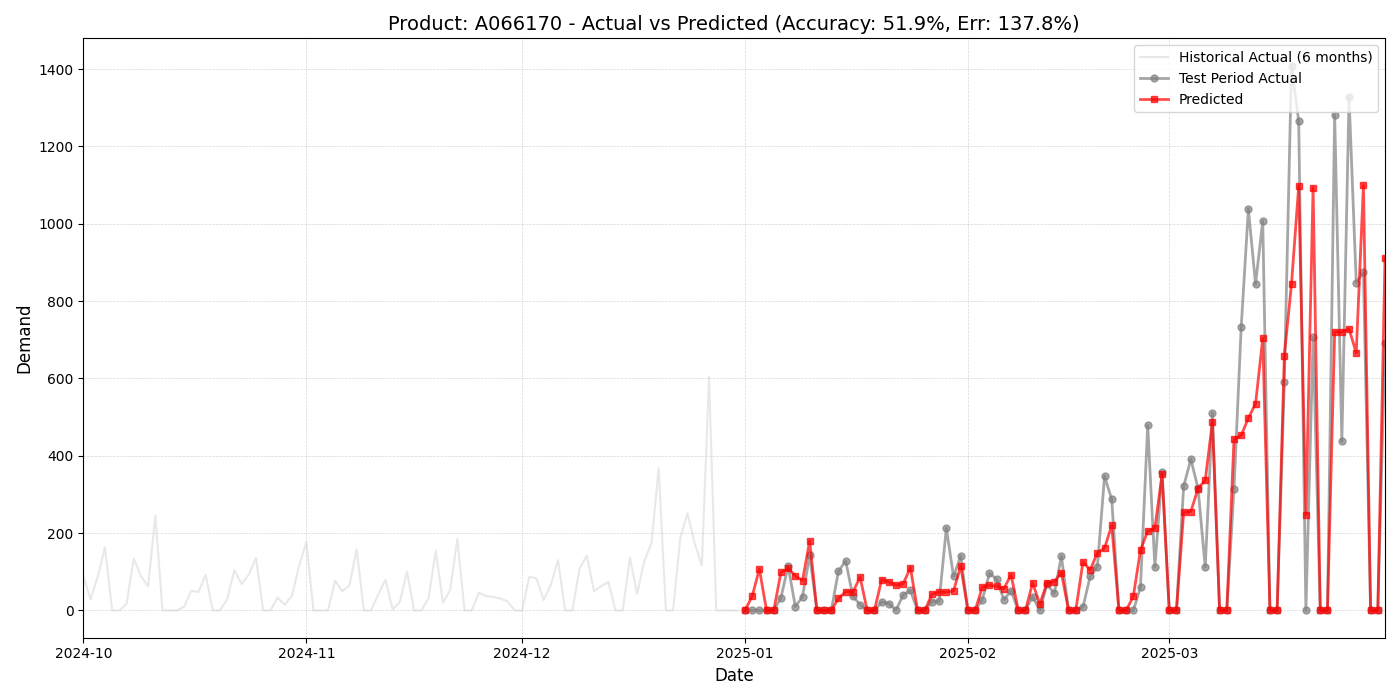 Product: A066170 - Actual vs Predicted (Accuracy: 51.9%, Err: 137.8%)
Historical Actual (6 months)
Test Period Actual
Predicted
Demand
1400
1200
1000
800
600
400
200
0
2024-10
2024-11
2024-12
2025-01
2025-02
2025-03
Date